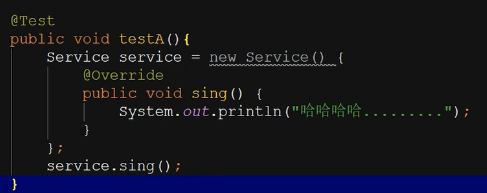 @Test
public void testA(){
    Service service = new Service() {
        @Override
        public void sing() {
            System.out.println("哈哈哈哈.........");
        }
    };
    service.sing();
}